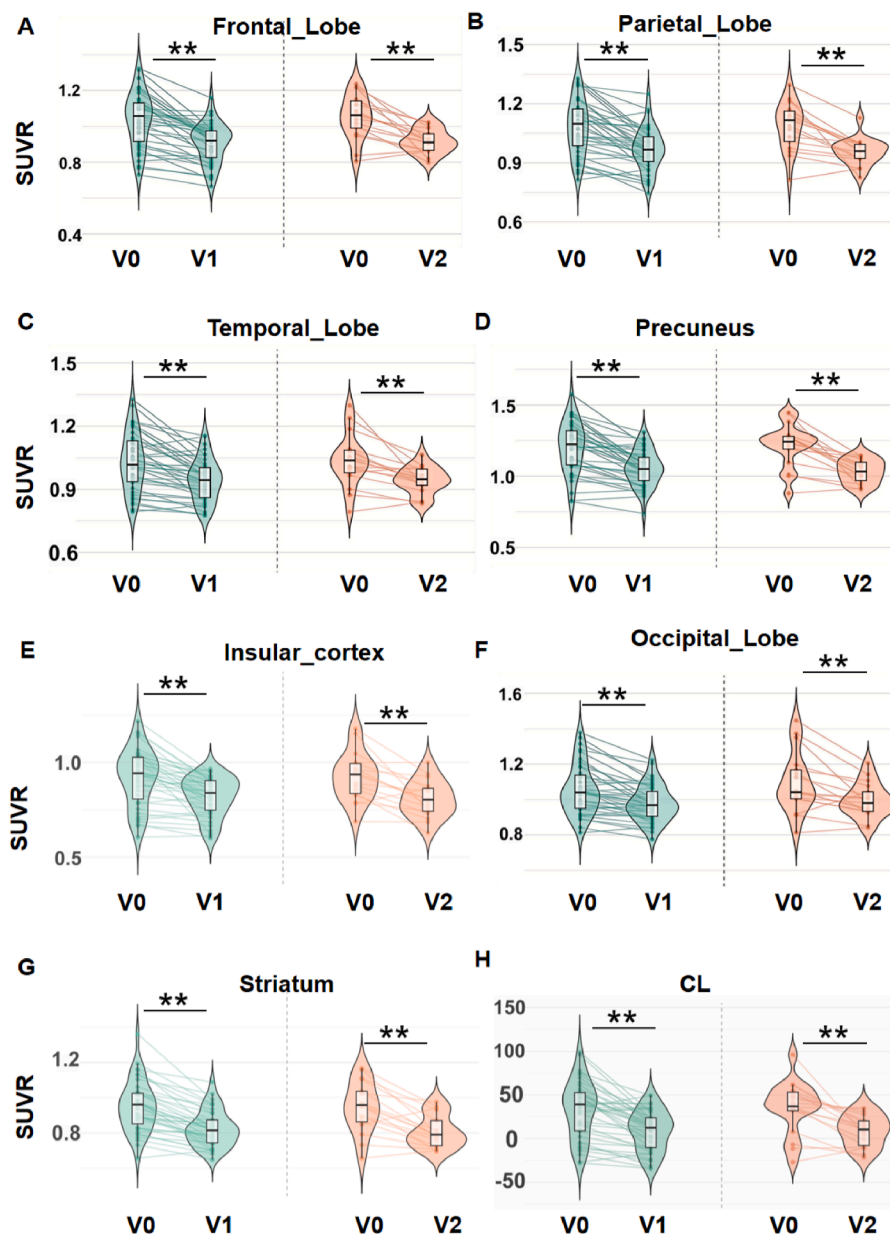 A Frontal_Lobe
** **
SUVR
1.2
0.8
0.4
V0 V1 V0 V2
B Parietal_Lobe
** **
1.5
1.2
0.9
0.6
V0 V1 V0 V2
C Temporal_Lobe
** **
SUVR
1.5
1.2
0.9
0.6
V0 V1 V0 V2
D Precuneus
** **
1.5
1.0
0.5
V0 V1 V0 V2
E Insular_cortex
** **
SUVR
1.0
0.5
V0 V1 V0 V2
F Occipital_Lobe
** **
1.6
1.2
0.8
V0 V1 V0 V2
G Striatum
** **
SUVR
1.2
0.8
V0 V1 V0 V2
H CL
** **
150
100
50
0
-50
V0 V1 V0 V2